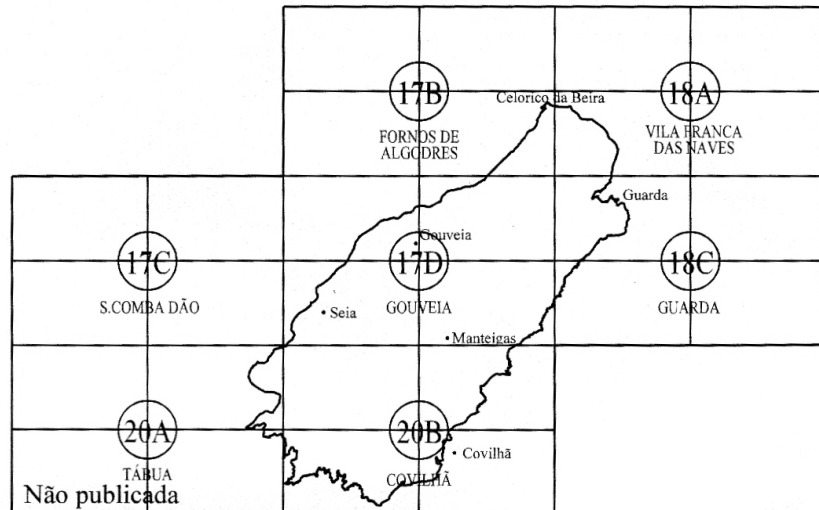 17B
Celorico da Beira
18A
FORNOS DE
ALGODRES
VILA FRANCA
DAS NAVES
Guarda
Gouveia
17C
17D
18C
S.COMBA DÃO
Seia
GOUVEIA
GUARDA
Manteigas
20A
20B
Covilhã
TÁBUA
COVILHÃ
Não publicada